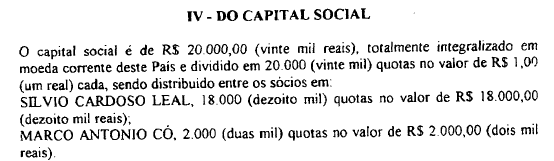 IV - DO CAPITAL SOCIAL
O capital social é de R$ 20.000,00 (vinte mil reais), totalmente integralizado em
moeda corrente deste País e dividido em 20.000 (vinte mil) quotas no valor de R$ 1,00
(um real) cada, sendo distribuido entre os sócios em:
SILVIO CARDOSO LEAL, 18.000 (dezoito mil) quotas no valor de R$ 18.000,00
(dezoito mil reais);
MARCO ANTONIO CÓ, 2.000 (duas mil) quotas no valor de R$ 2.000,00 (dois mil
reais).